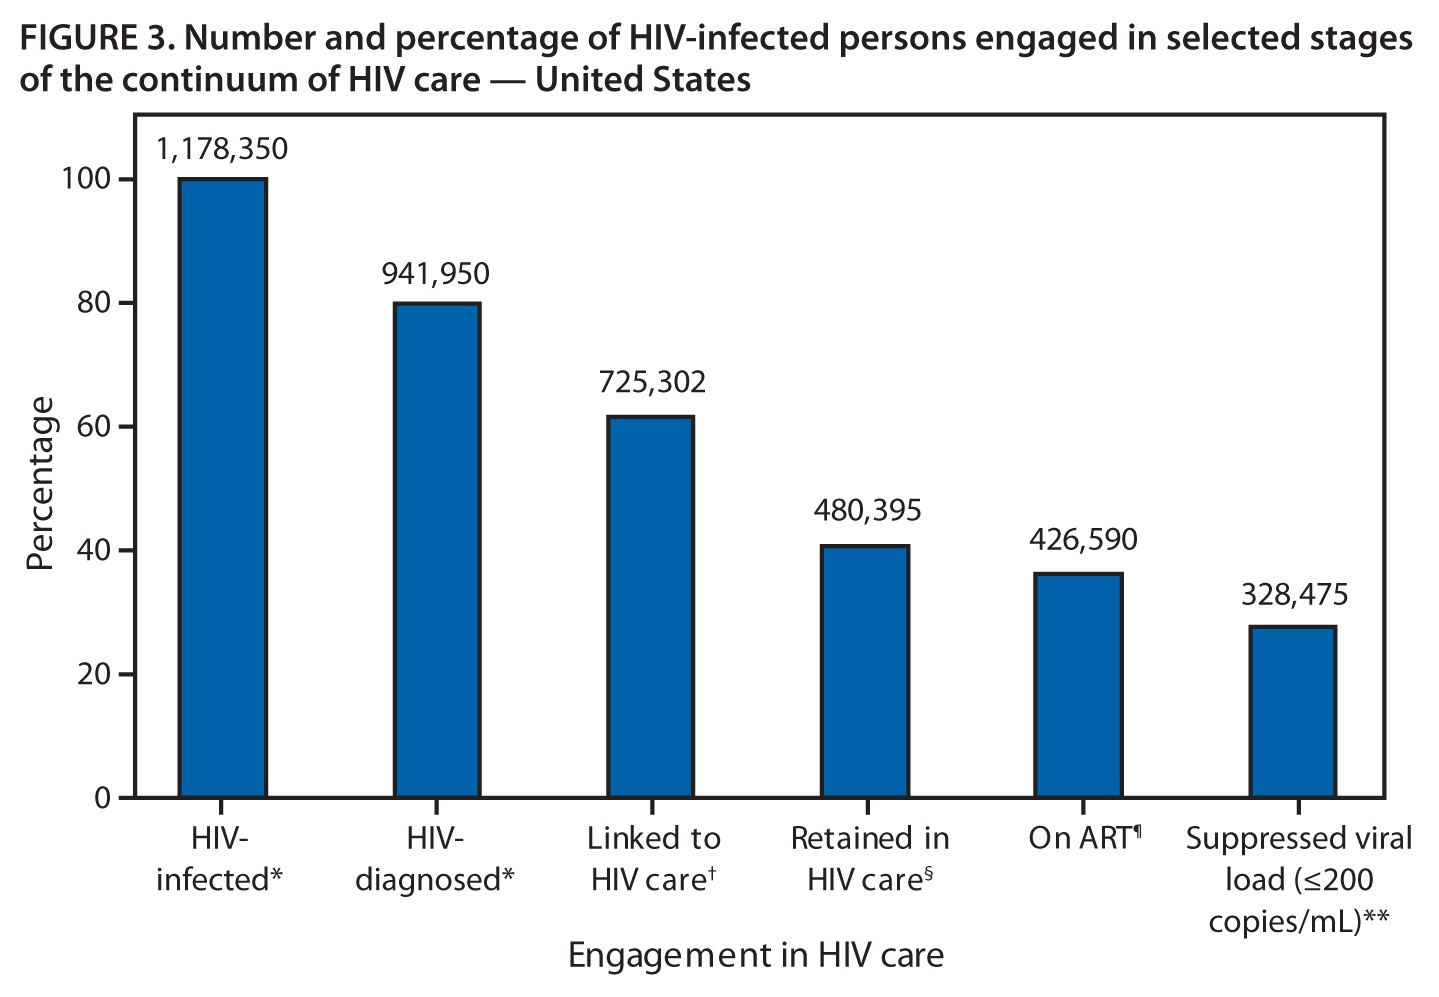 FIGURE 3. Number and percentage of HIV-infected persons engaged in selected stages
of the continuum of HIV care — United States
1,178,350
100
941,950
80
725,302
60
480,395
426,590
40
328,475
20
0
Percentage
HIV-
infected*
HIV-
diagnosed*
Linked to
HIV care†
Retained in
HIV care§
On ART¶
Suppressed viral
load (≤200
copies/mL)**
Engagement in HIV care